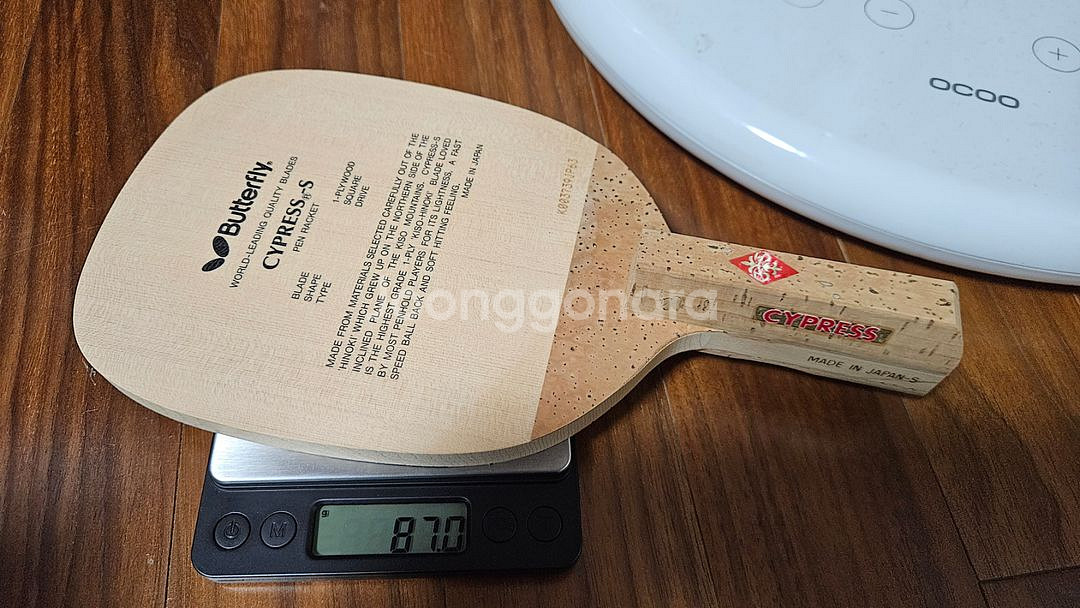 Butterfly®
WORLD-LEADING QUALITY BLADES
CYPRESS®-S
PEN RACKET
BLADE 1-PLYWOOD
SHAPE SQUARE
TYPE DRIVE
MADE FROM MATERIALS SELECTED CAREFULLY OUT OF THE
'HINOKI' WHICH GREW UP ON THE NORTHERN SIDE OF THE
INCLINED PLANE OF THE KISO MOUNTAINS. CYPRESS-S
IS THE HIGHEST GRADE 1-PLY 'KISO-HINOKI' BLADE LOVED
BY MOST PENHOLD PLAYERS FOR ITS LIGHTNESS, A FAST
SPEED BALL BACK AND SOFT HITTING FEELING.
MADE IN JAPAN
CYPRESS
MADE IN JAPAN-S
ocoo
M
g
87.0